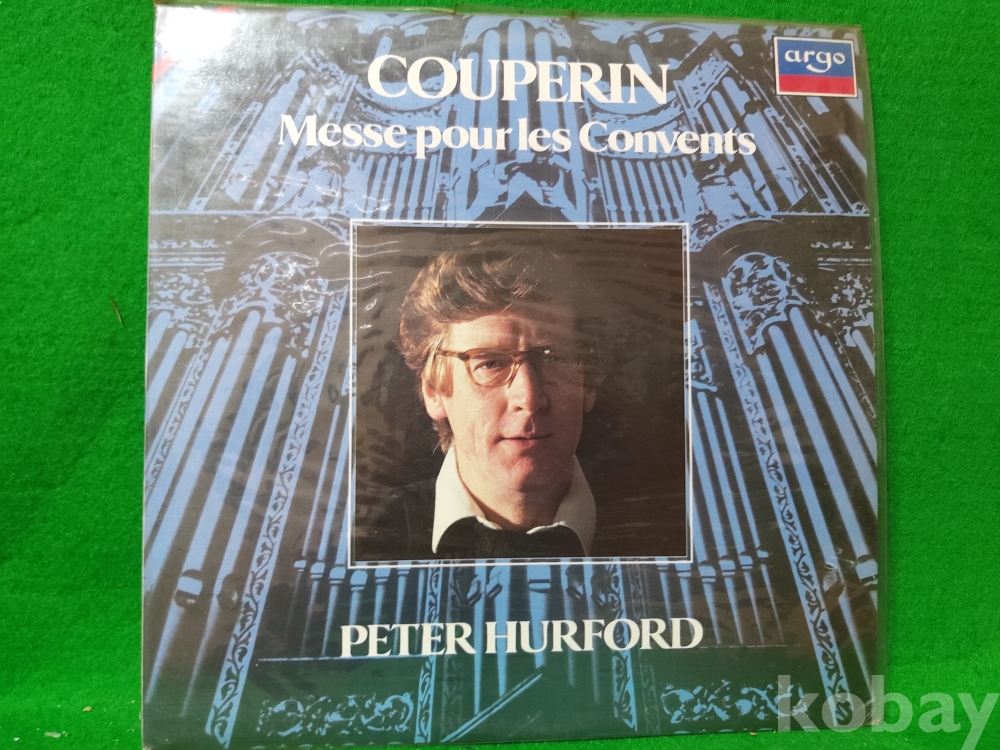 COUPERIN
argo
Messe pour les Convents
PETER HURFORD
kobay